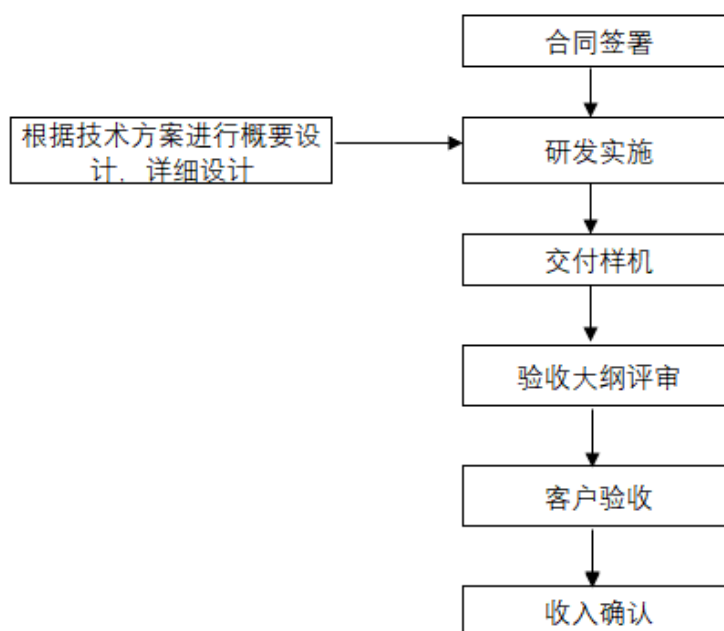 合同签署
根据技术方案进行概要设
计、详细设计
研发实施
交付样机
验收大纲评审
客户验收
收入确认